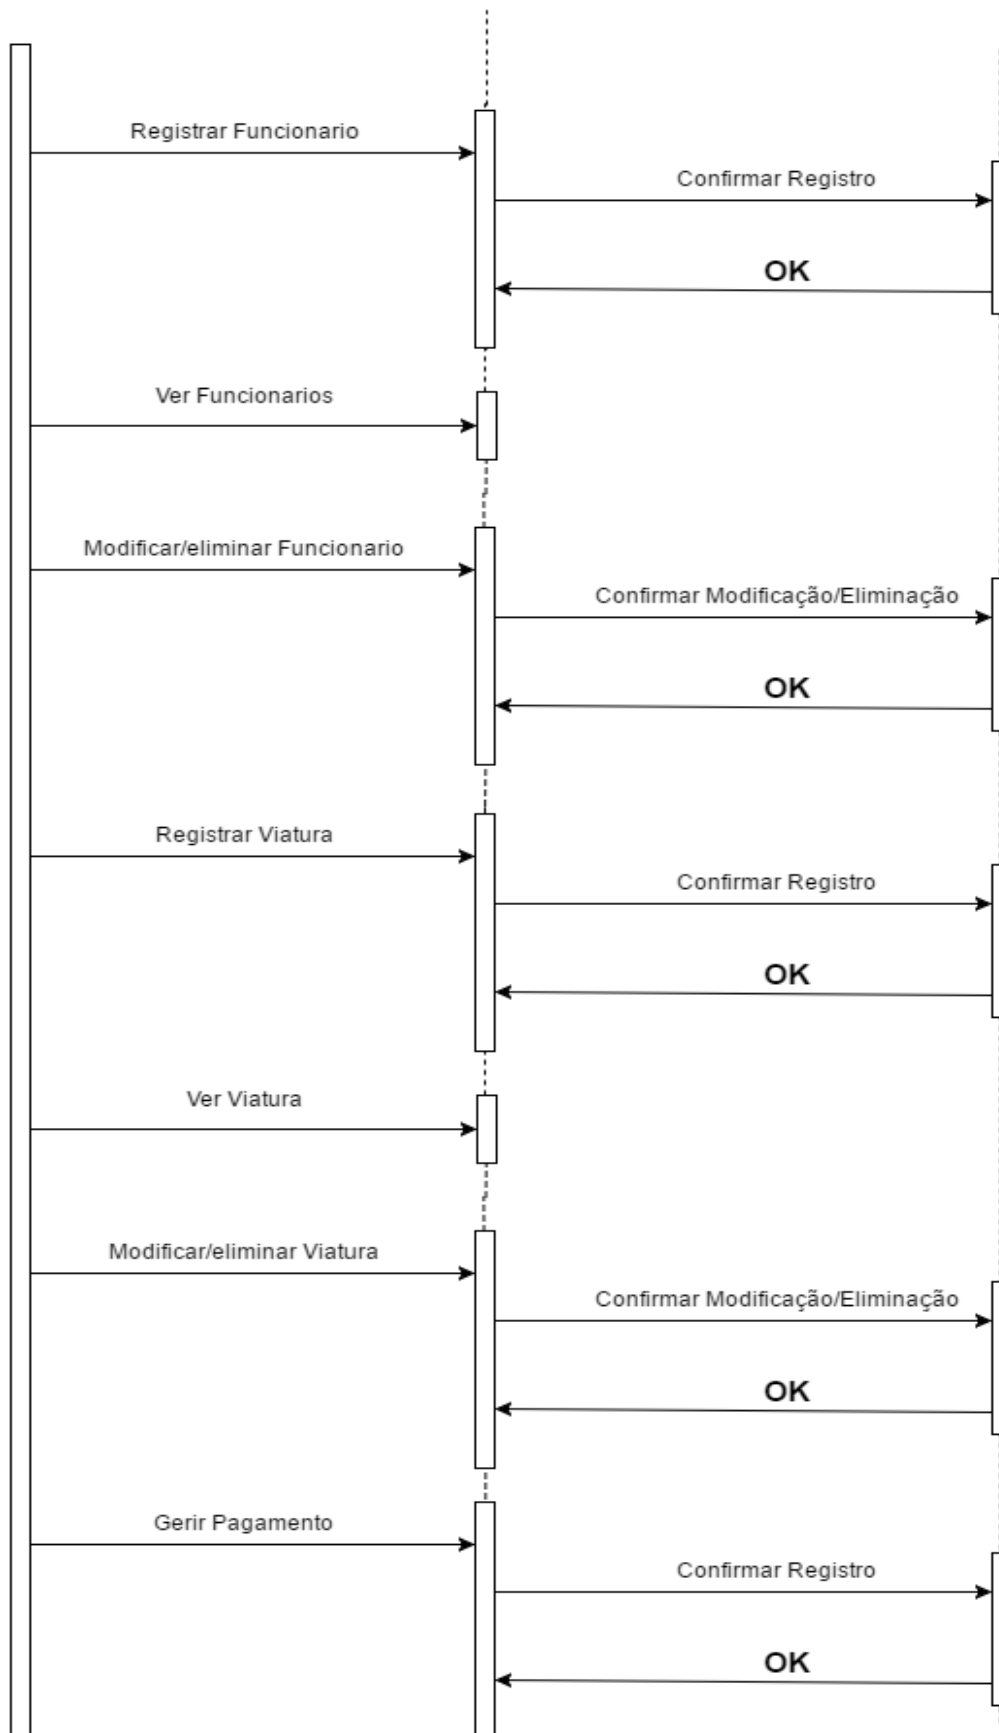 Registrar Funcionario
Confirmar Registro
OK
Ver Funcionarios
Modificar/eliminar Funcionario
Confirmar Modificação/Eliminação
OK
Registrar Viatura
Confirmar Registro
OK
Ver Viatura
Modificar/eliminar Viatura
Confirmar Modificação/Eliminação
OK
Gerir Pagamento
Confirmar Registro
OK